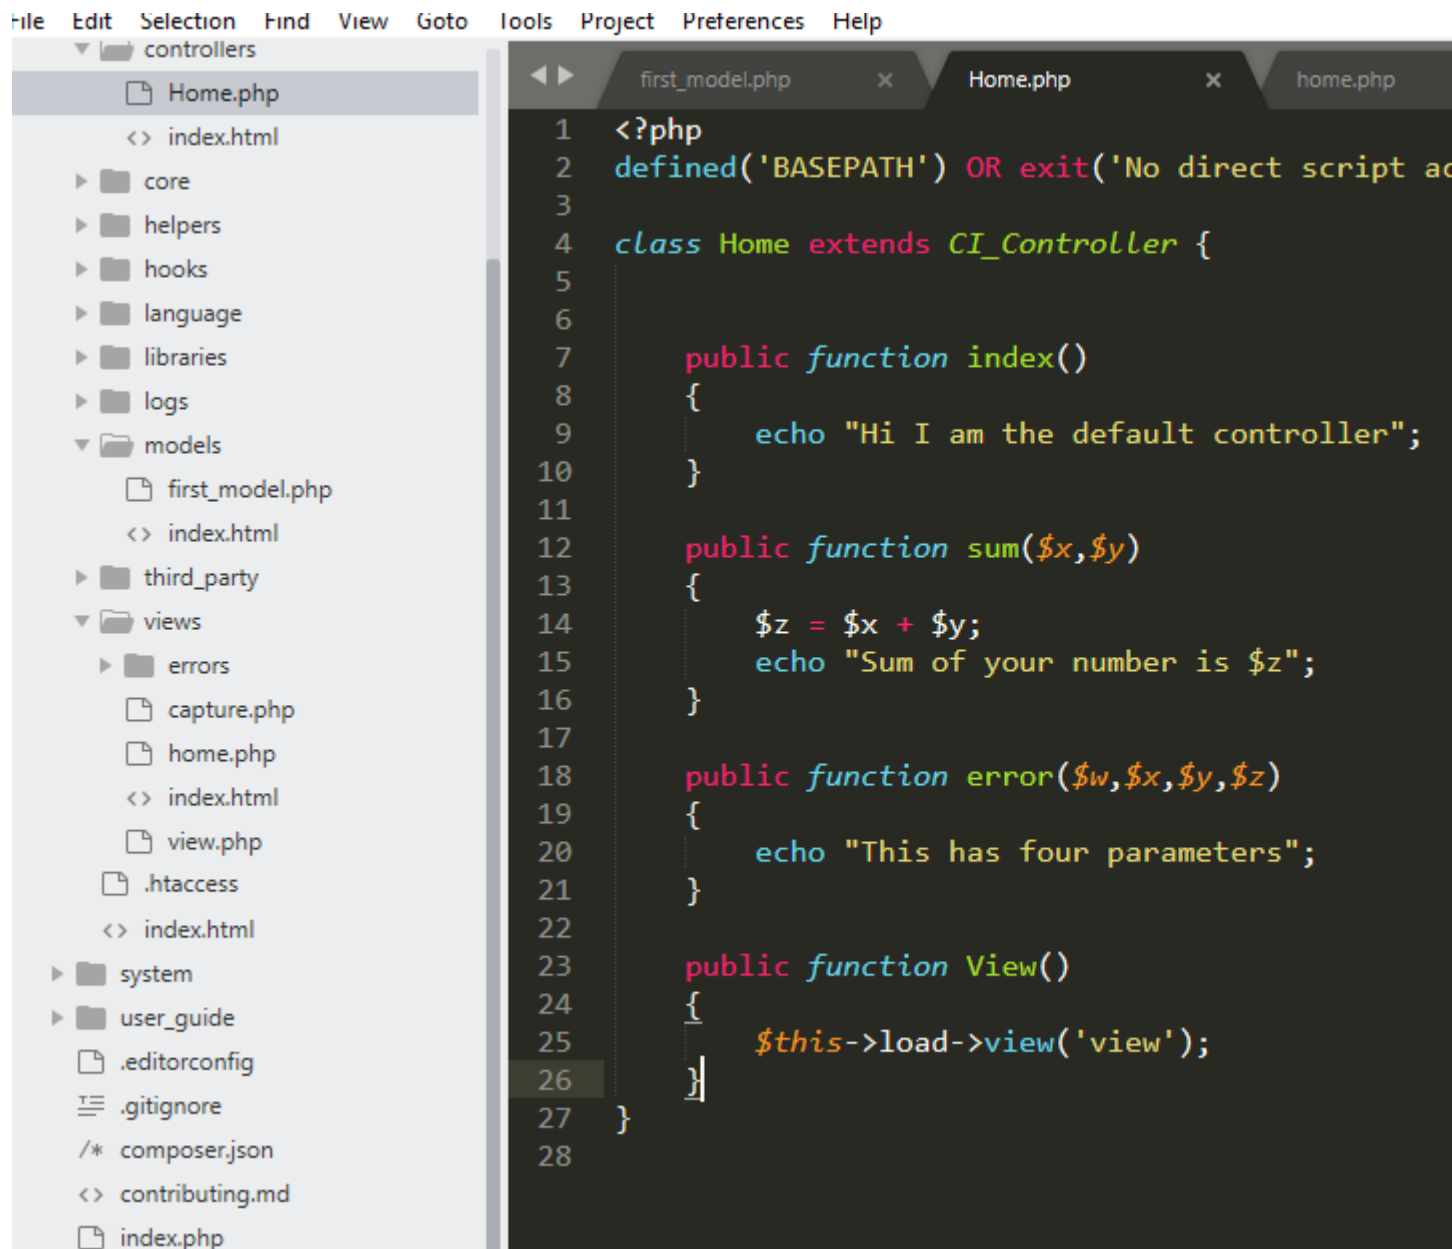 File Edit Selection Find View Goto Tools Project Preferences Help
controllers
Home.php
index.html
core
helpers
hooks
language
libraries
logs
models
first_model.php
index.html
third_party
views
errors
capture.php
home.php
index.html
view.php
.htaccess
index.html
system
user_guide
.editorconfig
.gitignore
/* composer.json
contributing.md
index.php
first_model.php × Home.php × home.php
1 <?php
2 defined('BASEPATH') OR exit('No direct script ac
3
4 class Home extends CI_Controller {
5
6
7 public function index()
8 {
9 echo "Hi I am the default controller";
10 }
11
12 public function sum($x,$y)
13 {
14 $z = $x + $y;
15 echo "Sum of your number is $z";
16 }
17
18 public function error($w,$x,$y,$z)
19 {
20 echo "This has four parameters";
21 }
22
23 public function View()
24 {
25 $this->load->view('view');
26 }
27 }
28